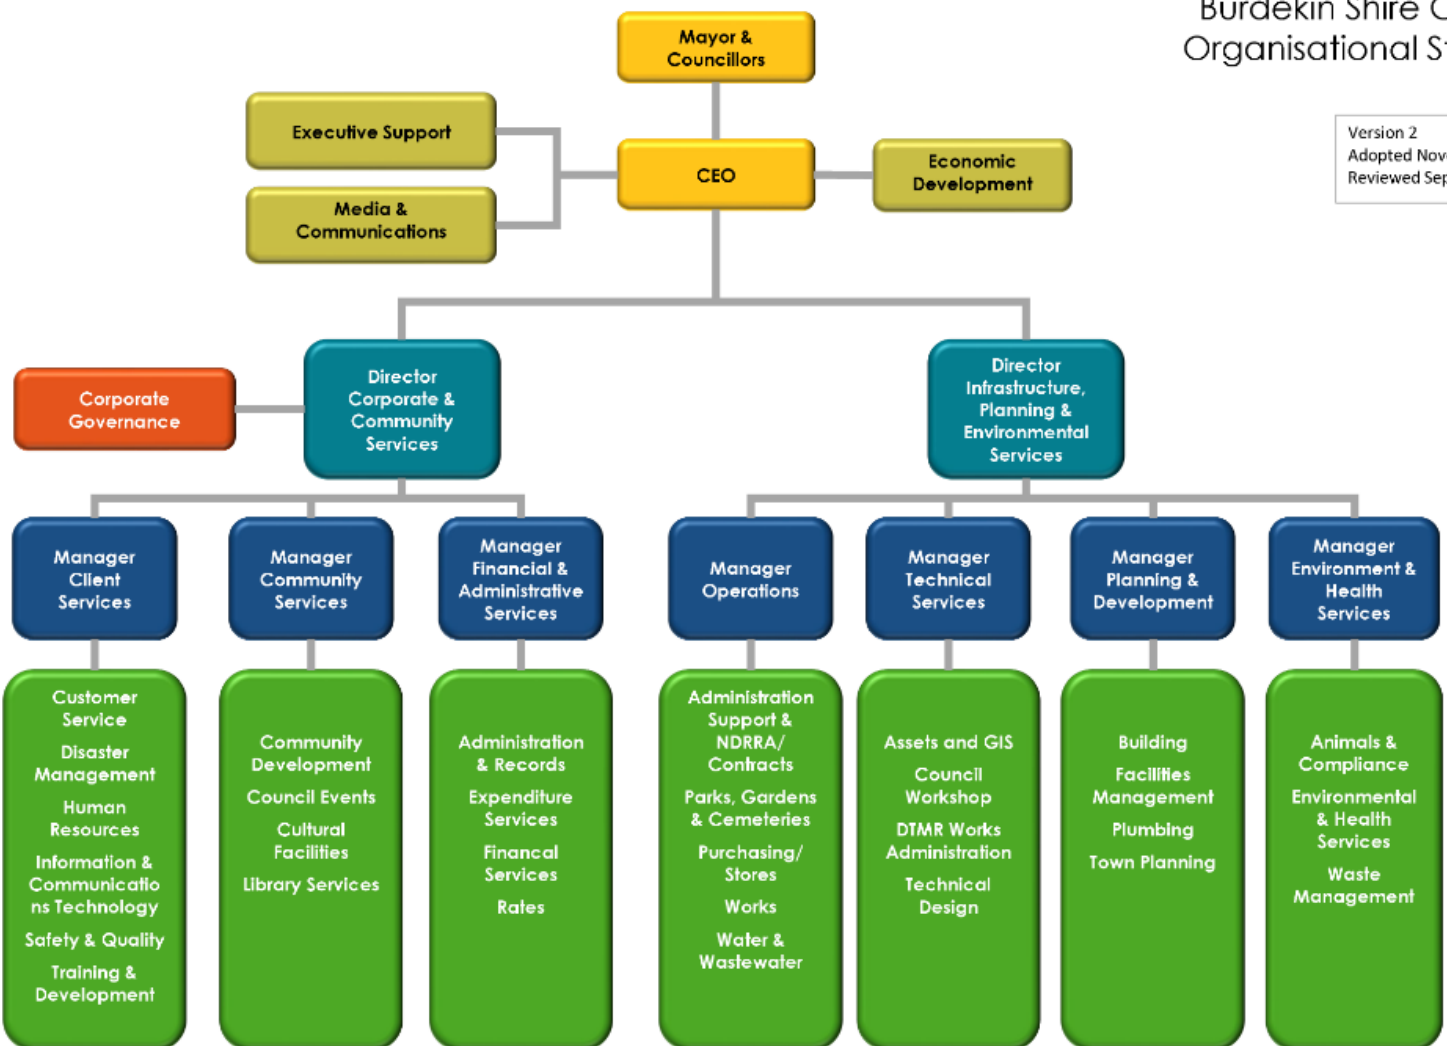 Burdekin Shire
Organisational
Version 2
Adopted
Reviewed
Mayor &
Councillors
Executive Support
CEO
Economic
Development
Media &
Communications
Corporate
Governance
Director
Corporate &
Community
Services
Director
Infrastructure,
Planning &
Environmental
Services
Manager
Client
Services
Manager
Community
Services
Manager
Financial &
Administrative
Services
Manager
Operations
Manager
Technical
Services
Manager
Planning &
Development
Manager
Environment &
Health
Services
Customer
Service
Disaster
Management
Human
Resources
Information &
Communicatio
ns Technology
Safety & Quality
Training &
Development
Community
Development
Council Events
Cultural
Facilities
Library Services
Administration
& Records
Expenditure
Services
Financal
Services
Rates
Administration
Support &
NDRRA/
Contracts
Parks, Gardens
& Cemeteries
Purchasing/
Stores
Works
Water &
Wastewater
Assets and GIS
Council
Workshop
DTMR Works
Administration
Technical
Design
Building
Facilities
Management
Plumbing
Town Planning
Animals &
Compliance
Environmental
& Health
Services
Waste
Management